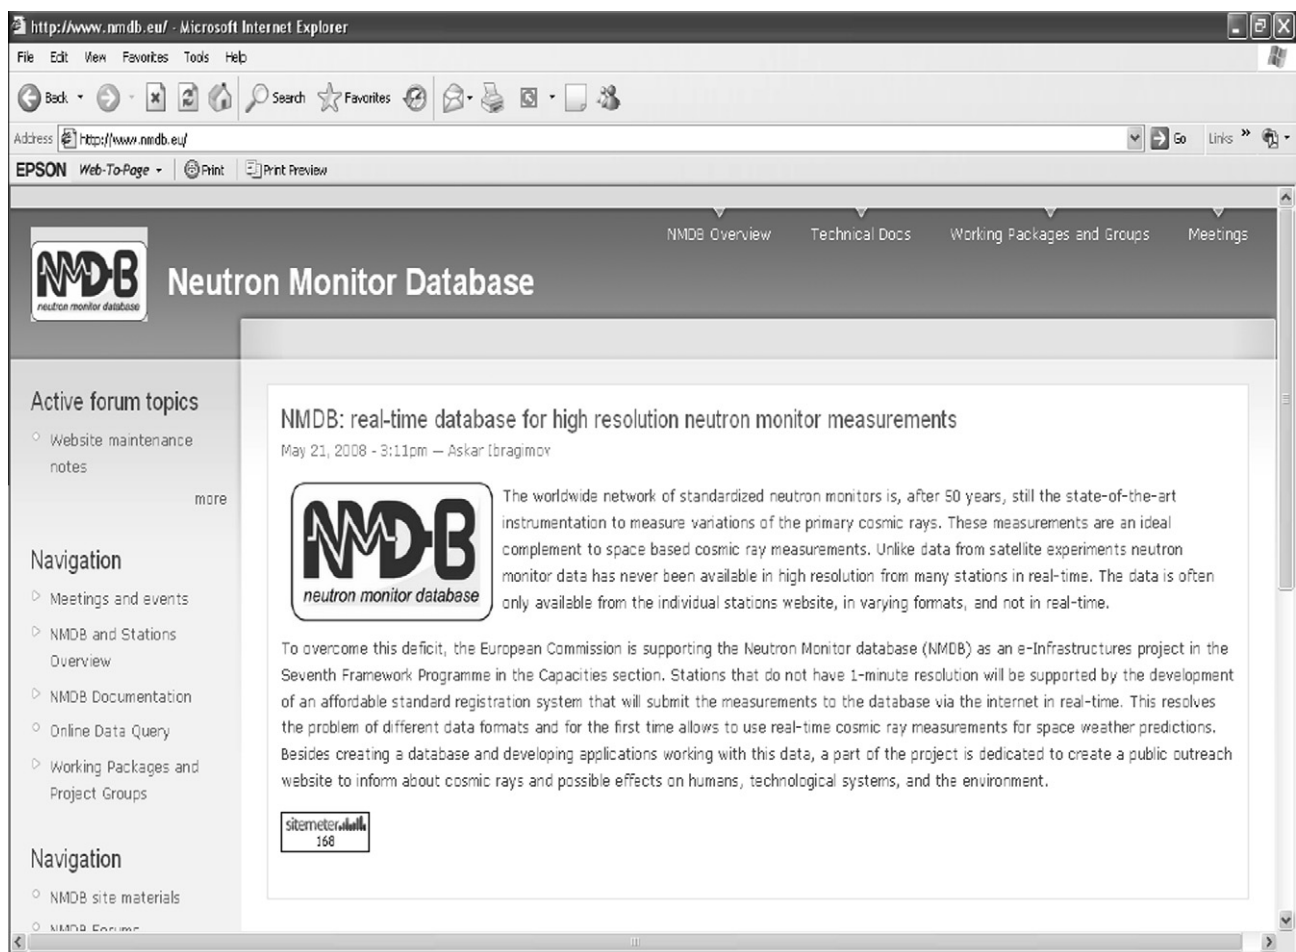 http://www.nmdb.eu/ - Microsoft Internet Explorer
File Edit View Favorites Tools Help
Back Search Favorites
Address http://www.nmdb.eu/ Go Links »
EPSON Web-To-Page Print Print Preview
NMDB Overview Technical Docs Working Packages and Groups Meetings
NMDB
neutron monitor database
Neutron Monitor Database
Active forum topics
Website maintenance
notes
more
Navigation
Meetings and events
NMDB and Stations
Overview
NMDB Documentation
Online Data Query
Working Packages and
Project Groups
Navigation
NMDB site materials
NMDB Forums
NMDB: real-time database for high resolution neutron monitor measurements
May 21, 2008 - 3:11pm — Askar Ibragimov
NMDB
neutron monitor database
The worldwide network of standardized neutron monitors is, after 50 years, still the state-of-the-art
instrumentation to measure variations of the primary cosmic rays. These measurements are an ideal
complement to space based cosmic ray measurements. Unlike data from satellite experiments neutron
monitor data has never been available in high resolution from many stations in real-time. The data is often
only available from the individual stations website, in varying formats, and not in real-time.
To overcome this deficit, the European Commission is supporting the Neutron Monitor database (NMDB) as an e-Infrastructures project in the
Seventh Framework Programme in the Capacities section. Stations that do not have 1-minute resolution will be supported by the development
of an affordable standard registration system that will submit the measurements to the database via the internet in real-time. This resolves
the problem of different data formats and for the first time allows to use real-time cosmic ray measurements for space weather predictions.
Besides creating a database and developing applications working with this data, a part of the project is dedicated to create a public outreach
website to inform about cosmic rays and possible effects on humans, technological systems, and the environment.
sitemeter
168